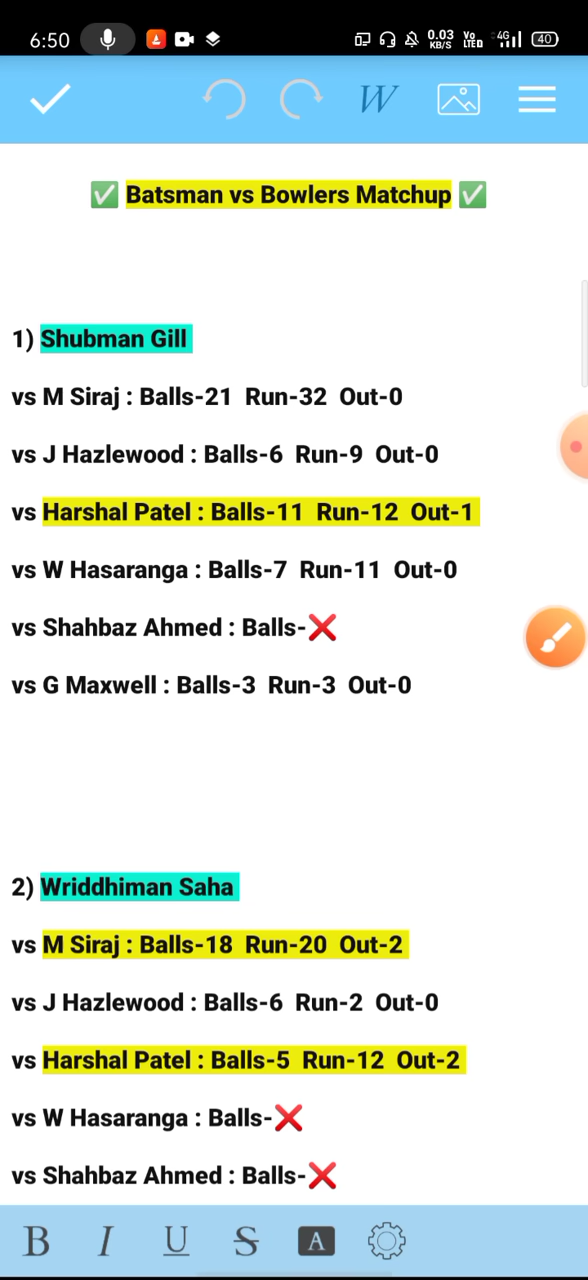 6:50
0.03 KB/S Vo LTED 4G 40
W
✅ Batsman vs Bowlers Matchup ✅
1) Shubman Gill
vs M Siraj : Balls-21 Run-32 Out-0
vs J Hazlewood : Balls-6 Run-9 Out-0
vs Harshal Patel : Balls-11 Run-12 Out-1
vs W Hasaranga : Balls-7 Run-11 Out-0
vs Shahbaz Ahmed : Balls-❌
vs G Maxwell : Balls-3 Run-3 Out-0
2) Wriddhiman Saha
vs M Siraj : Balls-18 Run-20 Out-2
vs J Hazlewood : Balls-6 Run-2 Out-0
vs Harshal Patel : Balls-5 Run-12 Out-2
vs W Hasaranga : Balls-❌
vs Shahbaz Ahmed : Balls-❌
B I U S A